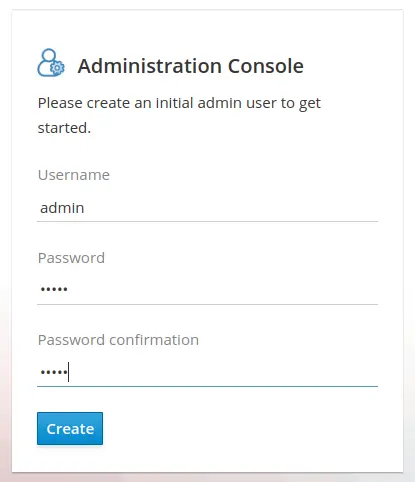 Administration Console
Please create an initial admin user to get
started.
Username
admin
Password
•••••
Password confirmation
•••••
Create